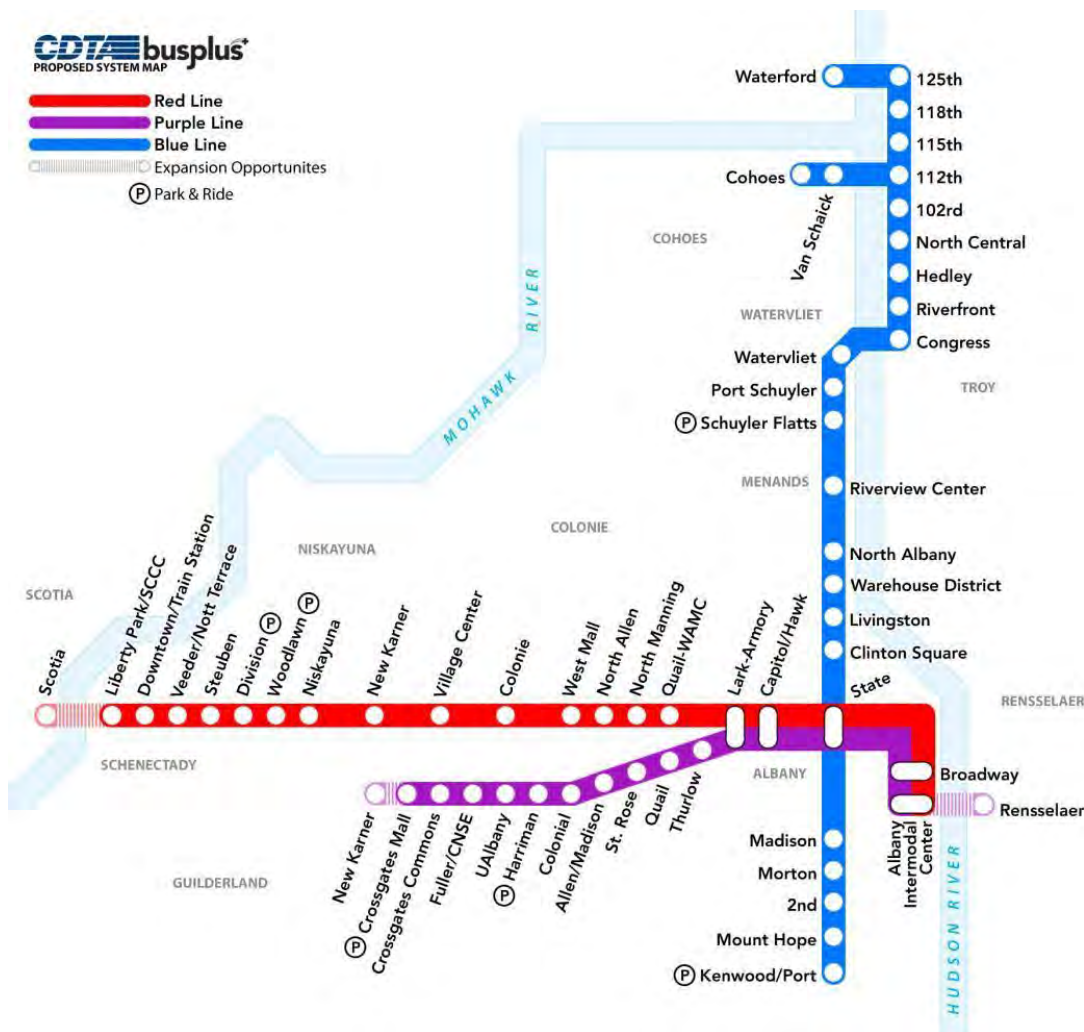 CDTA busplus+
PROPOSED SYSTEM MAP
Red Line
Purple Line
Blue Line
Expansion Opportunites
P Park & Ride
Waterford
125th
118th
115th
Cohoes
112th
Van Schaick
102rd
COHOES
North Central
Hedley
WATERVLIET
Riverfront
Congress
Watervliet
Port Schuyler
TROY
P Schuyler Flatts
MOHAWK RIVER
MENANDS
Riverview Center
COLONIE
NISKAYUNA
North Albany
Warehouse District
Livingston
Clinton Square
State
SCOTIA
Scotia
Liberty Park/SCCC
Downtown/Train Station
Veeder/Nott Terrace
Steuben
Division P
Woodlawn P
Niskayuna
New Karner
Village Center
Colonie
West Mall
North Allen
North Manning
Quail-WAMC
Lark-Armory
Capitol/Hawk
RENSSELAER
SCHENECTADY
ALBANY
Broadway
Rensselaer
Albany
Intermodal
Center
New Karner
P Crossgates Mall
Crossgates Commons
Fuller/CNSE
UAlbany
P Harriman
Colonial
Allen/Madison
St. Rose
Quail
Thurlow
GUILDERLAND
Madison
Morton
2nd
Mount Hope
P Kenwood/Port
HUDSON RIVER